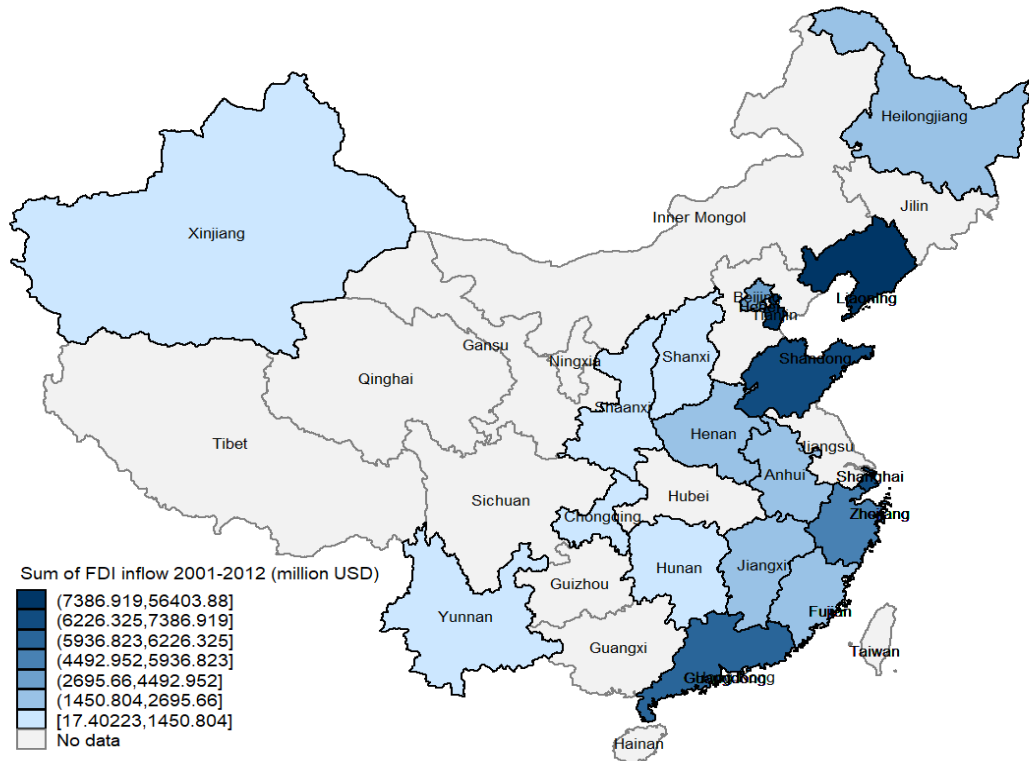 Heilongjiang
Jilin
Inner Mongol
Xinjiang
Liaoning
Beijing
Tianjin
Gansu
Ningxia
Shanxi
Shandong
Qinghai
Shaanxi
Henan
Jiangsu
Tibet
Anhui
Shanghai
Sichuan
Hubei
Chongqing
Zhejiang
Sum of FDI inflow 2001-2012 (million USD)
(7386.919,56403.88]
(6226.325,7386.919]
(5936.823,6226.325]
(4492.952,5936.823]
(2695.66,4492.952]
(1450.804,2695.66]
[17.40223,1450.804]
No data
Guizhou
Hunan
Jiangxi
Yunnan
Fujian
Guangxi
Taiwan
Guangdong
Hainan